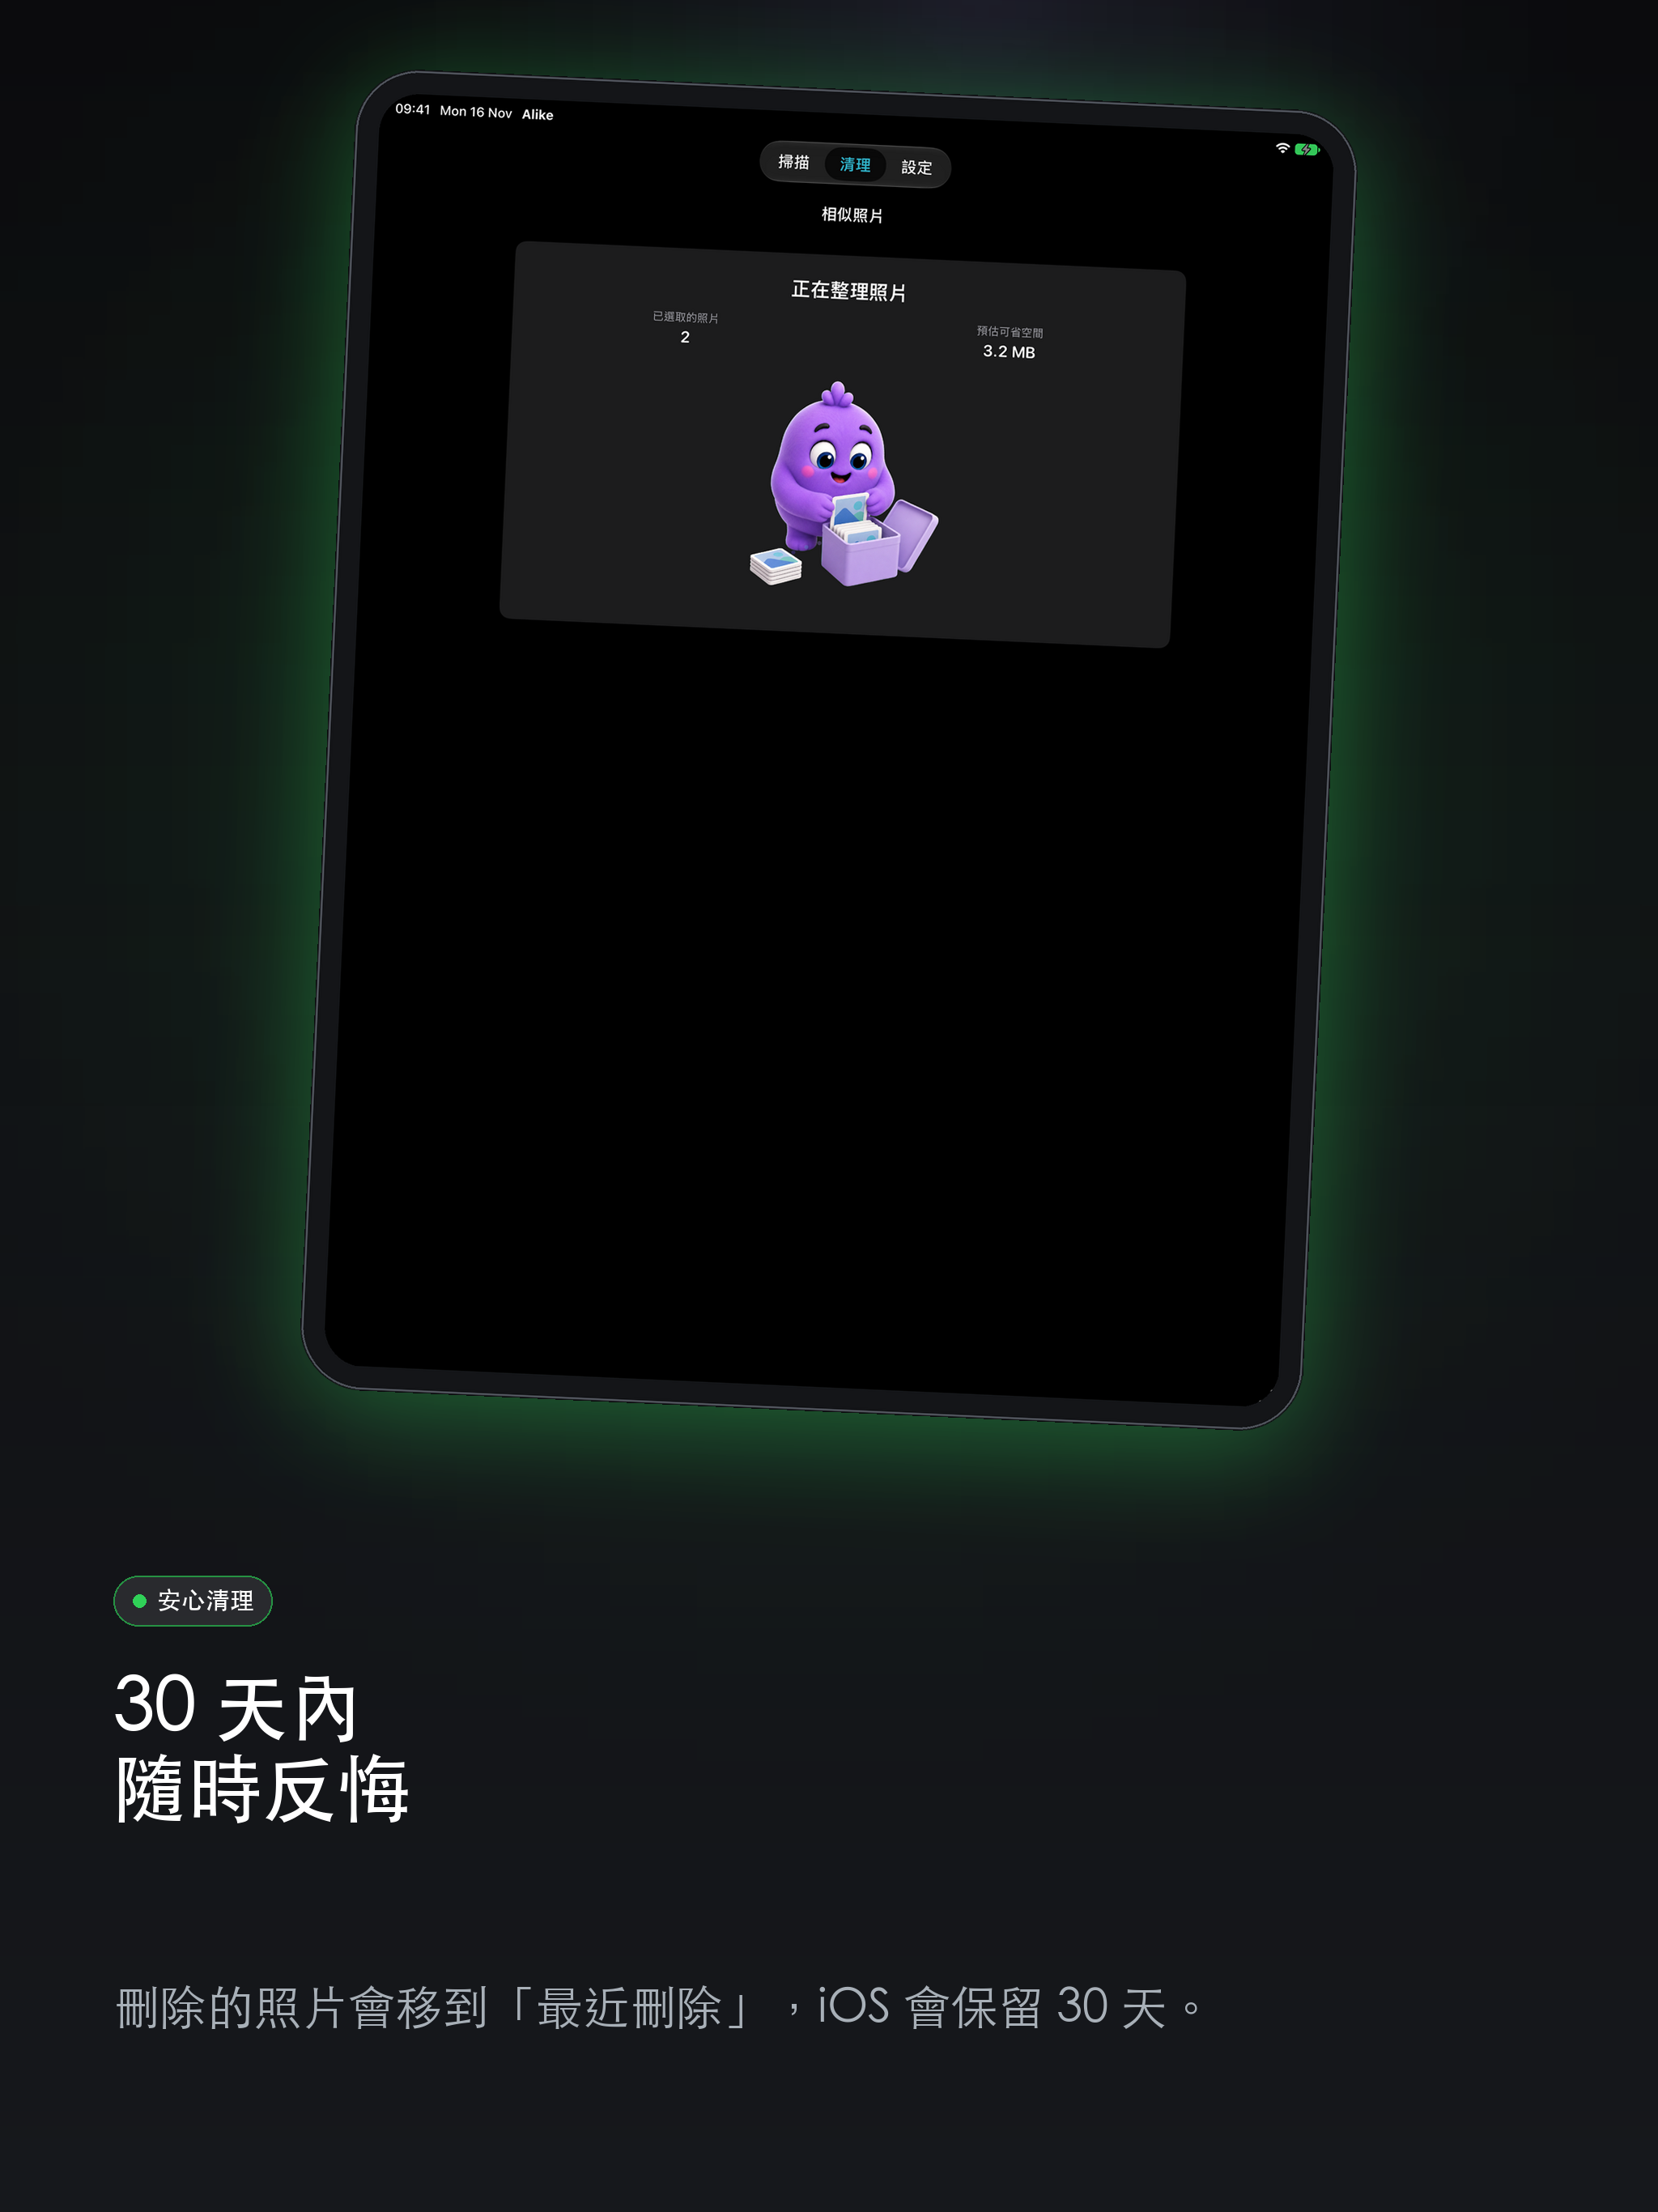 09:41 Mon 16 Nov Alike
掃描 清理 設定
相似照片
正在整理照片
已選取的照片 預估可省空間
2 3.2 MB
安心清理
30 天內
隨時反悔
刪除的照片會移到「最近刪除」，iOS 會保留 30 天。